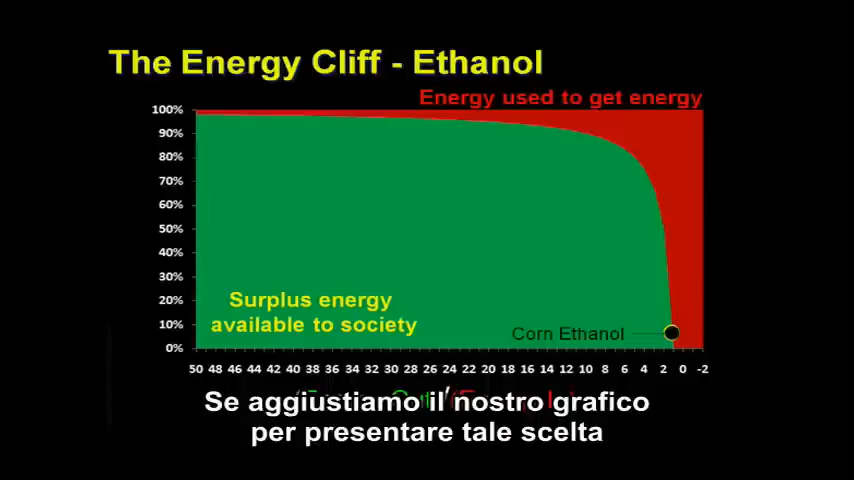 The Energy Cliff - Ethanol
Energy used to get energy
100%
90%
80%
70%
60%
50%
40%
30%
20%
10%
0%
Surplus energy
available to society
Corn Ethanol
50 48 46 44 42 40 38 36 34 32 30 28 26 24 22 20 18 16 14 12 10 8 6 4 2 0 -2
Se aggiustiamo il nostro grafico
per presentare tale scelta